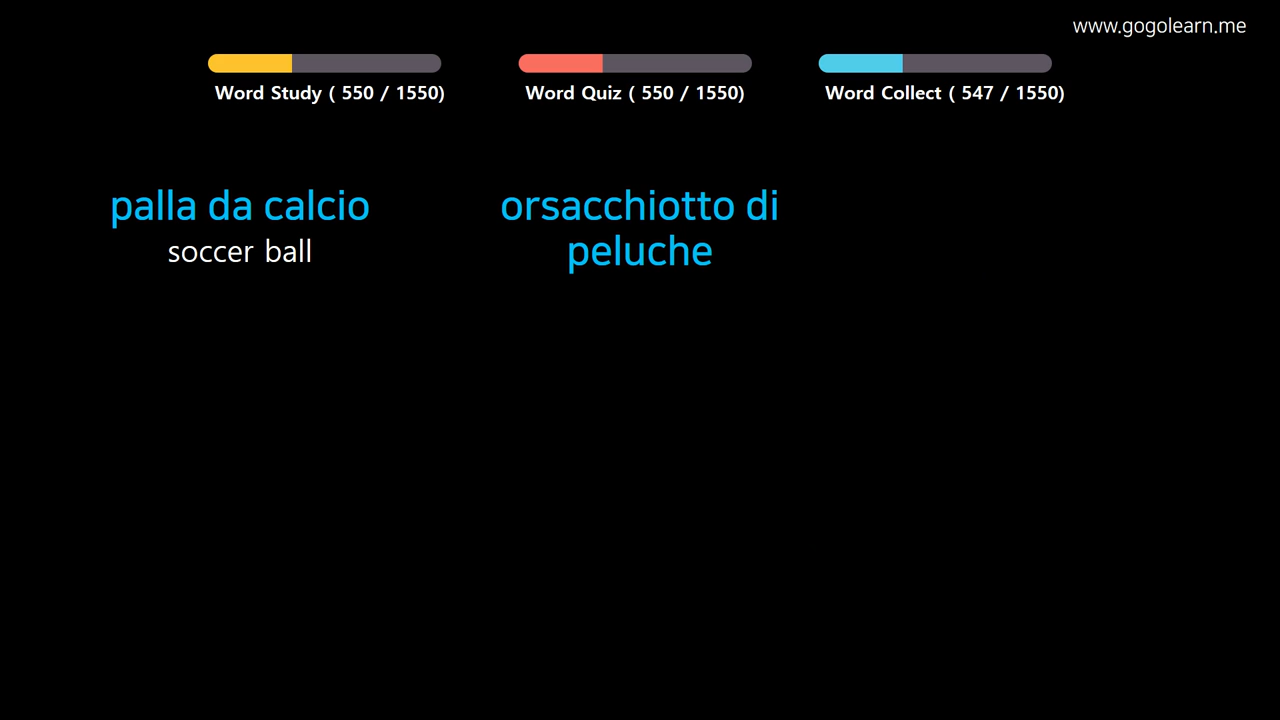 www.gogolearn.me
Word Study ( 550 / 1550)
Word Quiz ( 550 / 1550)
Word Collect ( 547 / 1550)
palla da calcio
soccer ball
orsacchiotto di
peluche